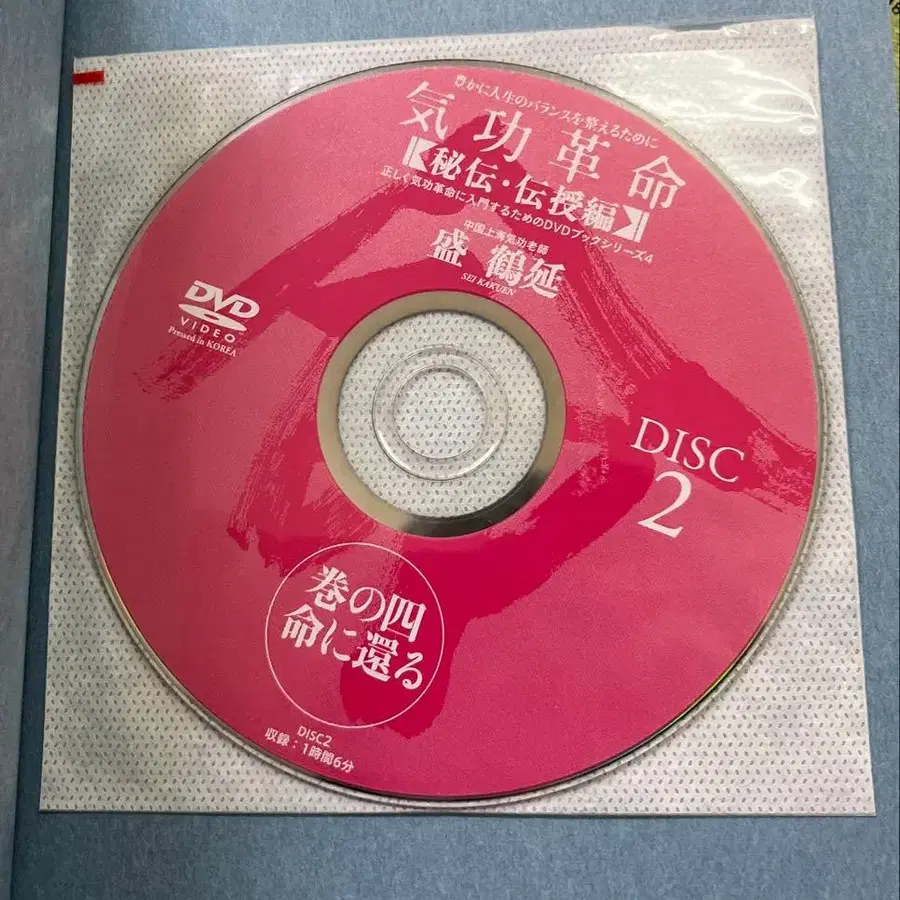 豊かに人生のバランスを整えるために
気功革命
【秘伝・伝授編】
正しく気功革命に入門するためのDVDブックシリーズ4
中国上海気功老師
盛 鶴延
SEI KAKUEN
DVD
VIDEO
Pressed in KOREA
DISC
2
巻の四
命に還る
DISC2
収録:1時間6分